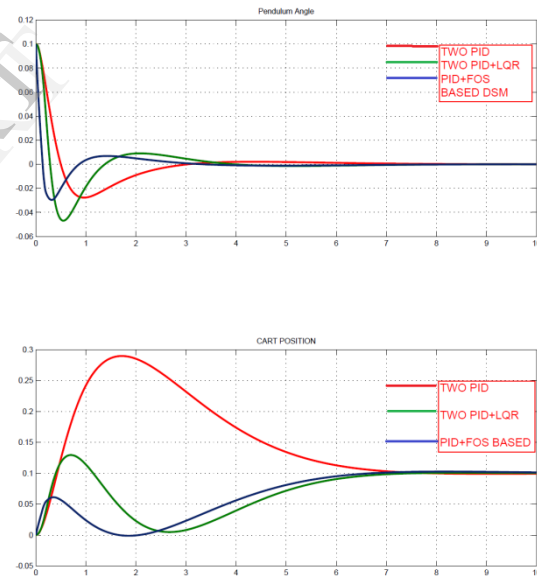 Pendulum Angle
0.12
0.1
0.08
0.06
0.04
0.02
0
-0.02
-0.04
-0.06
0 1 2 3 4 5 6 7 8 9 10
TWO PID
TWO PID+LQR
PID+FOS
BASED DSM
CART POSITION
0.3
0.25
0.2
0.15
0.1
0.05
0
-0.05
0 1 2 3 4 5 6 7 8 9 10
TWO PID
TWO PID+LQR
PID+FOS BASED